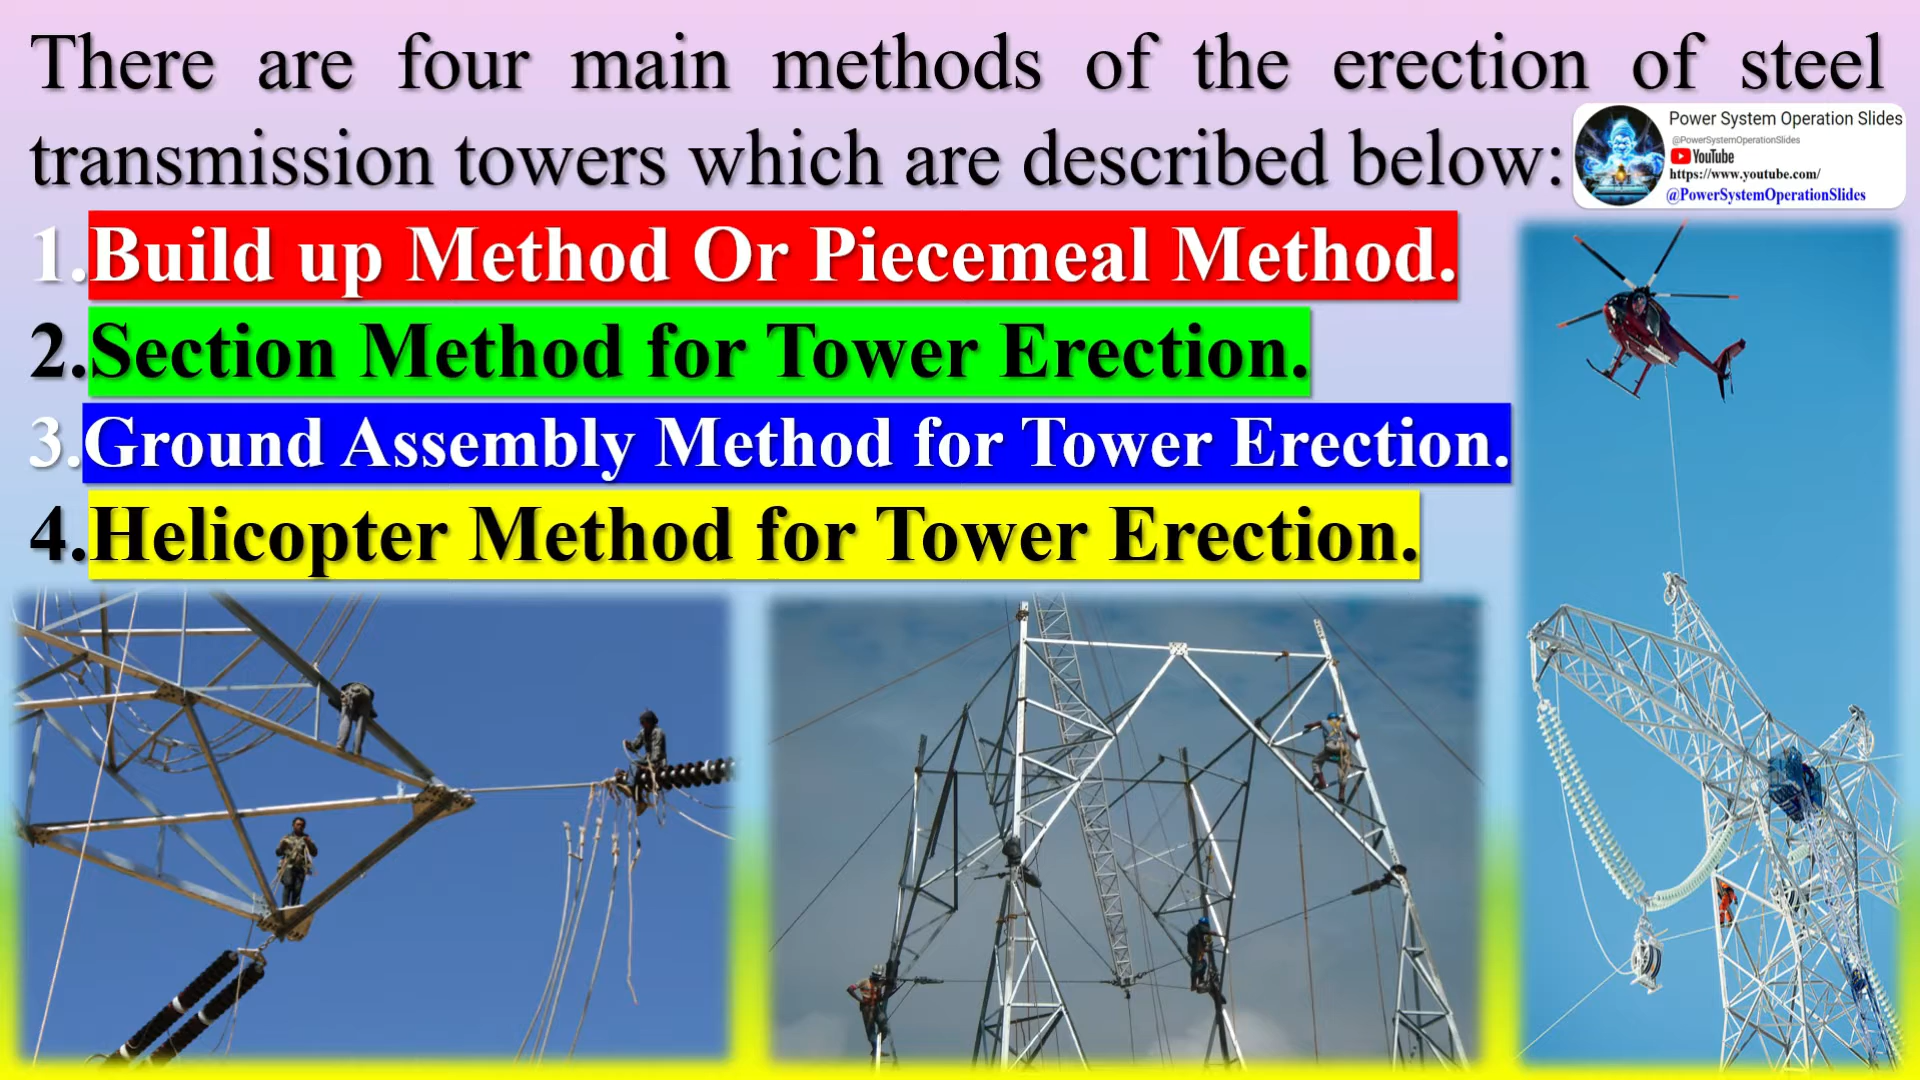 There are four main methods of the erection of steel
transmission towers which are described below:
Power System Operation Slides
@PowerSystemOperationSlides
YouTube
https://www.youtube.com/
@PowerSystemOperationSlides
1.Build up Method Or Piecemeal Method.
2.Section Method for Tower Erection.
3.Ground Assembly Method for Tower Erection.
4.Helicopter Method for Tower Erection.